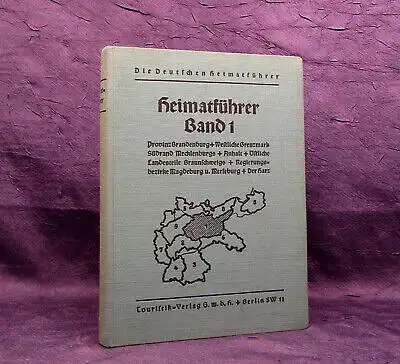 Die Deutschen Heimatführer
Heimatführer
Band 1
Provinz Brandenburg + Westliche Grenzmark
Südrand Mecklenburgs + Anhalt + Östliche
Landesteile Braunschweigs + Regierungs-
bezirke Magdeburg u. Merseburg + Der Harz
Touristik-Verlag G. m. b. H. + Berlin SW 11